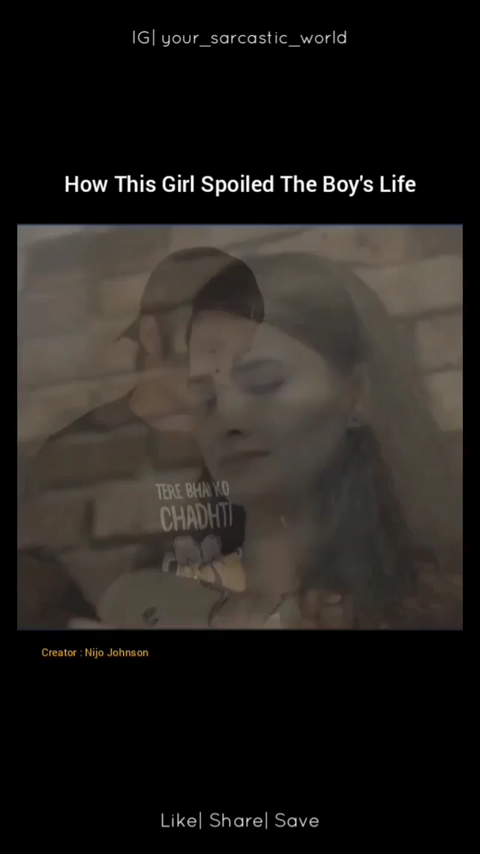 IG| your_sarcastic_world
How This Girl Spoiled The Boy's Life
TERE BHAI KO
CHADHTI
Creator : Nijo Johnson
Like| Share| Save